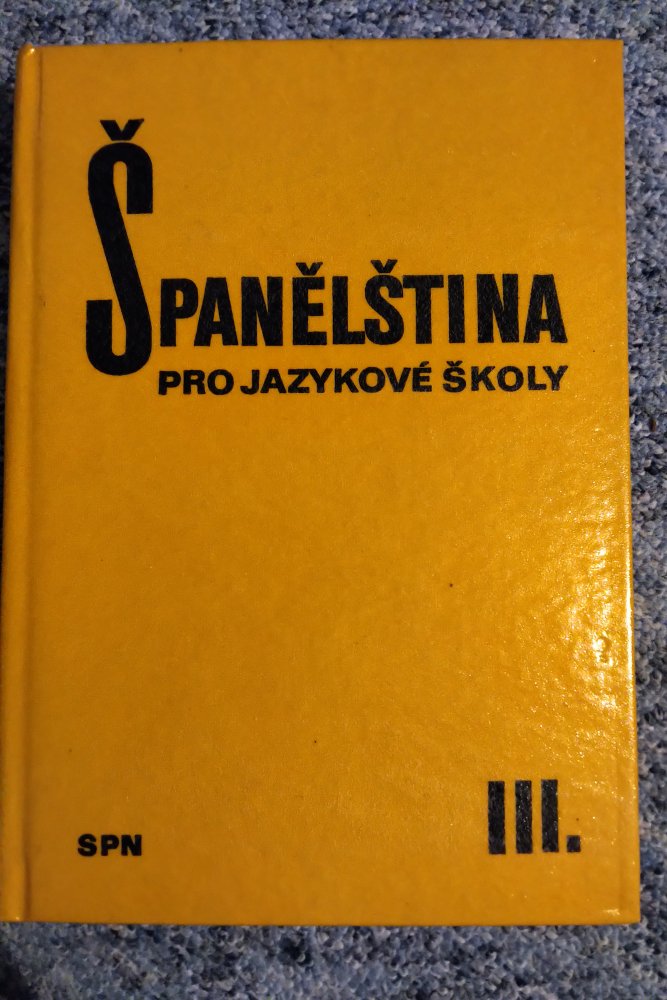 ŠPANĚLŠTINA
PRO JAZYKOVÉ ŠKOLY
III.
SPN